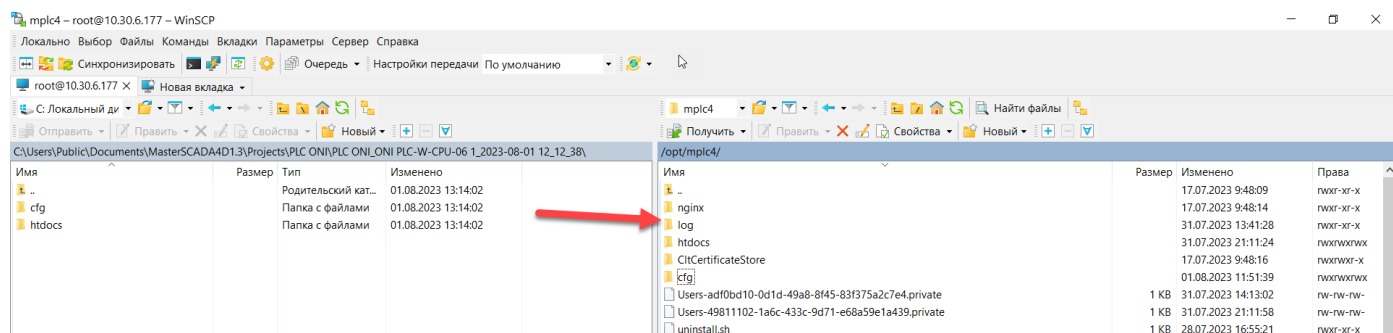 mplc4 – root@10.30.6.177 – WinSCP
Локально Выбор Файлы Команды Вкладки Параметры Сервер Справка
Синхронизировать Очередь Настройки передачи По умолчанию
root@10.30.6.177 Новая вкладка
C: Локальный ди mplc4 Найти файлы
Отправить Править Свойства Новый Получить Править Свойства Новый
C:\Users\Public\Documents\MasterSCADA4D1.3\Projects\PLC ONI\PLC ONI_ONI PLC-W-CPU-06 1_2023-08-01 12_12_38\ /opt/mplc4/
Имя Размер Тип Изменено Имя Размер Изменено Права
.. Родительский кат... 01.08.2023 13:14:02 .. 17.07.2023 9:48:09 rwxr-xr-x
cfg Папка с файлами 01.08.2023 13:14:02 nginx 17.07.2023 9:48:14 rwxr-xr-x
htdocs Папка с файлами 01.08.2023 13:14:02 log 31.07.2023 13:41:28 rwxr-xr-x
htdocs 31.07.2023 21:11:24 rwxrwxrwx
CltCertificateStore 17.07.2023 9:48:16 rwxrwxr-x
cfg 01.08.2023 11:51:39 rwxrwxrwx
Users-adf0bd10-0d1d-49a8-8f45-83f375a2c7e4.private 1 KB 31.07.2023 14:13:02 rw-rw-rw-
Users-49811102-1a6c-433c-9d71-e68a59e1a439.private 1 KB 31.07.2023 21:11:58 rw-rw-rw-
uninstall.sh 1 KB 28.07.2023 16:55:21 rwxr-xr-x